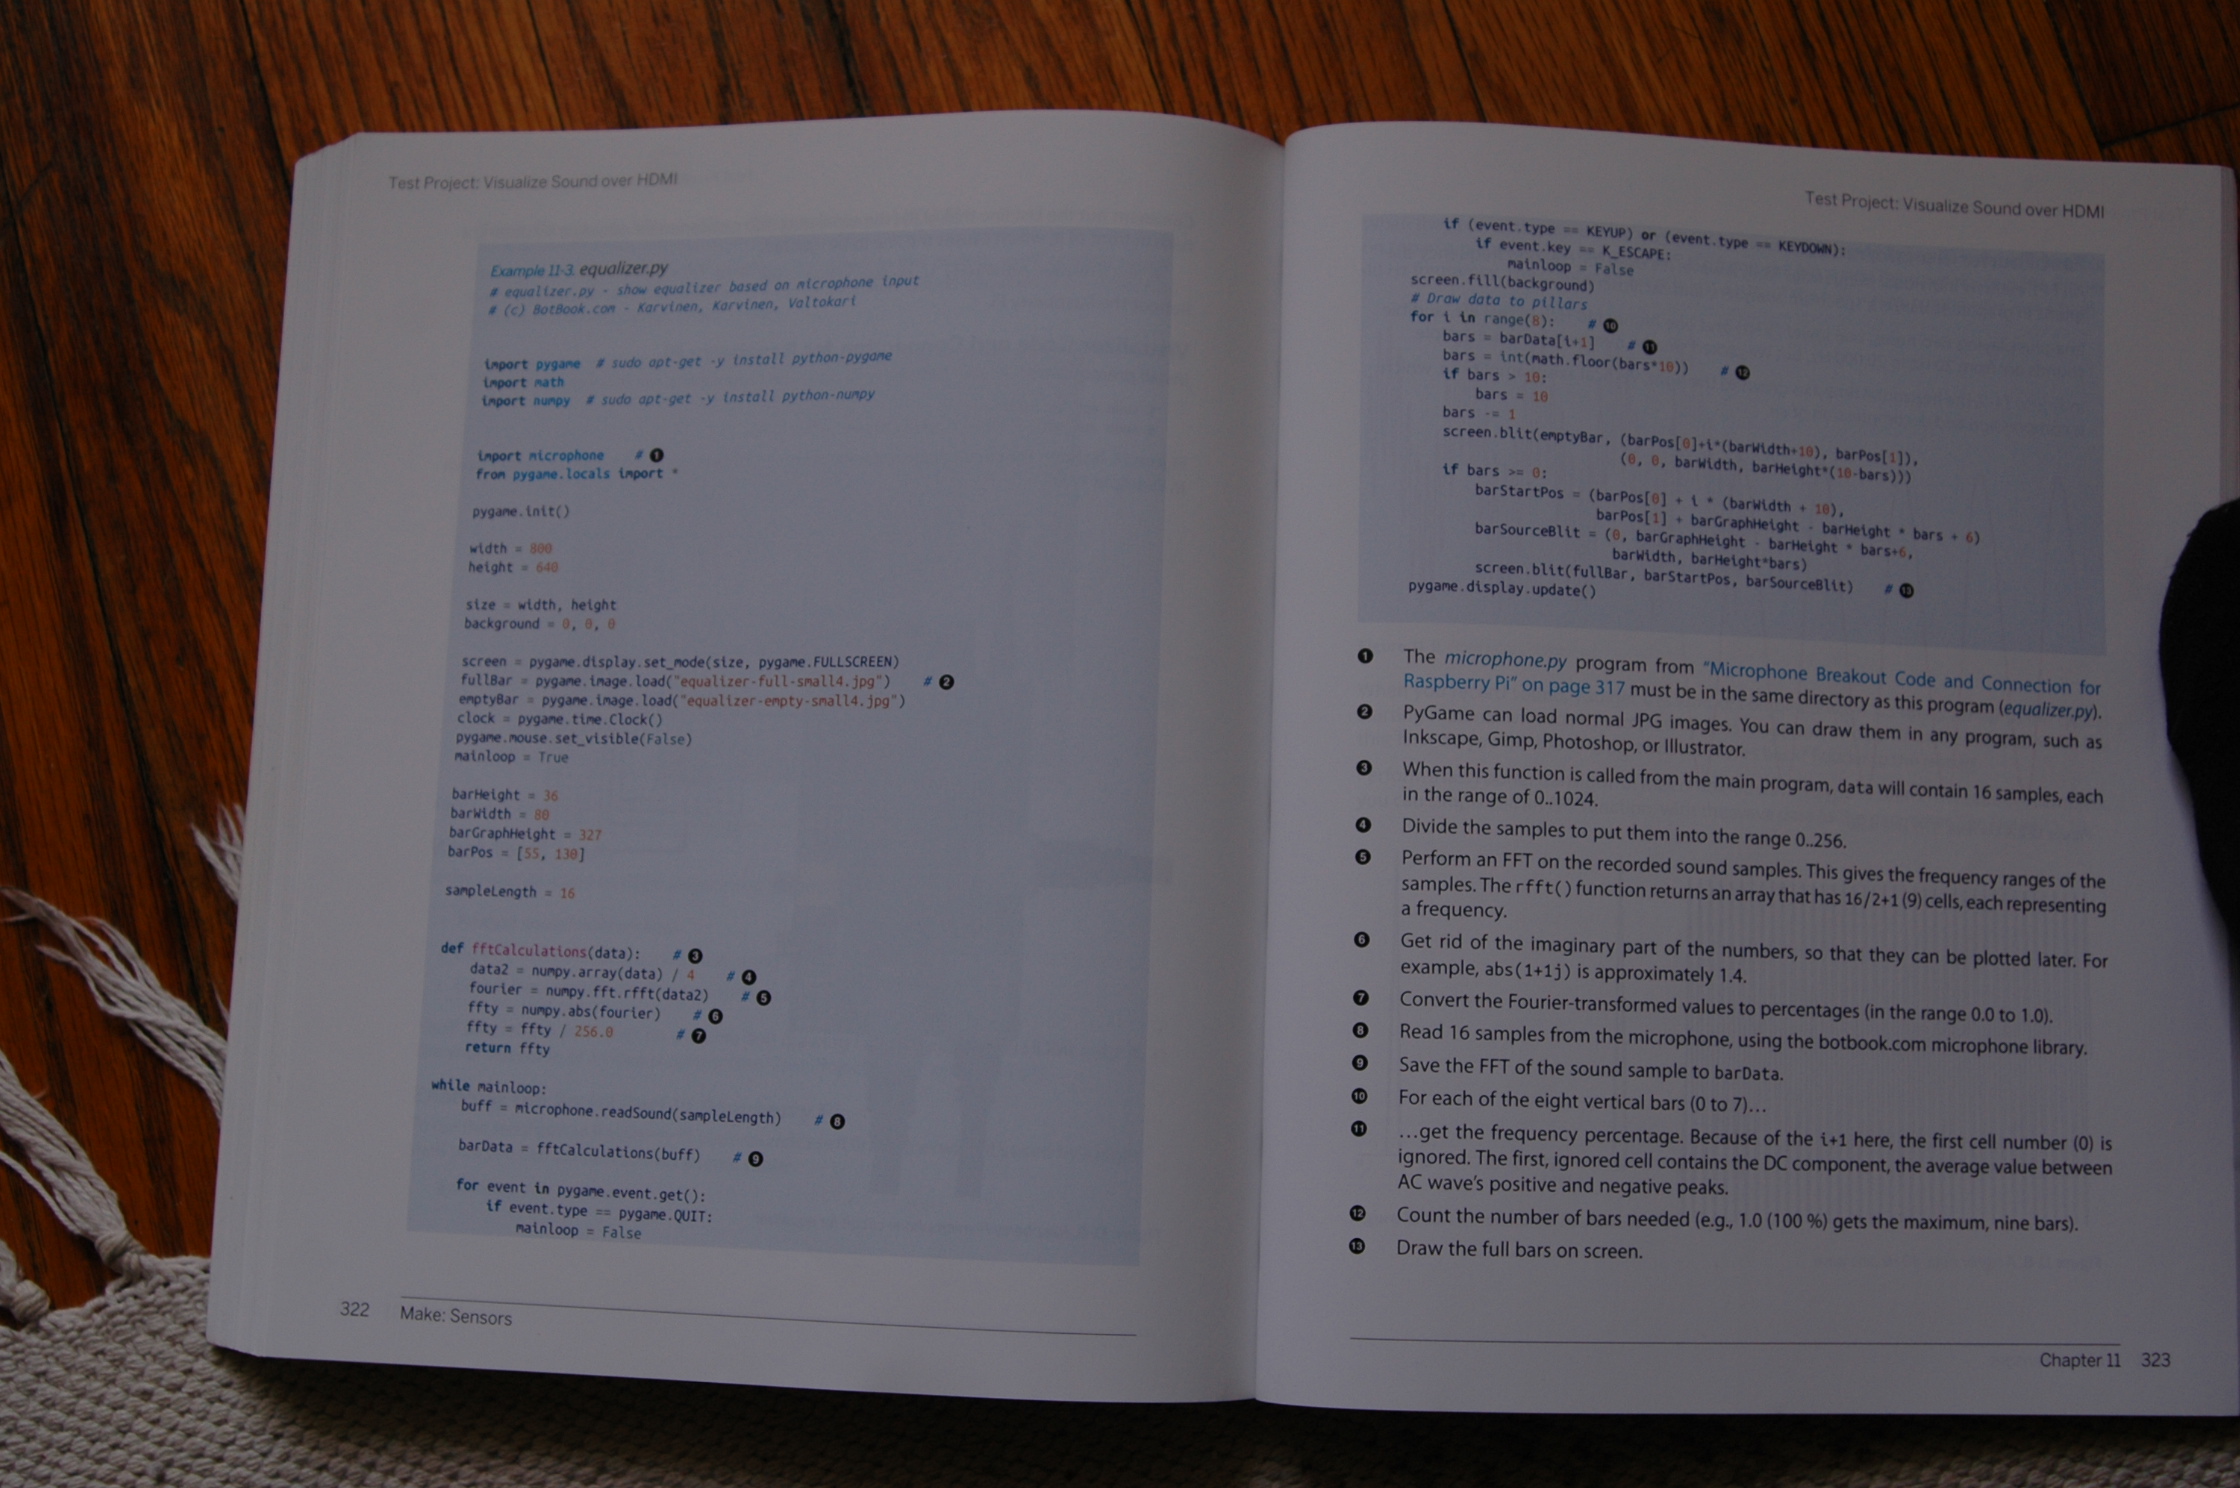 Test Project: Visualize Sound over HDMI
Example 11-3. equalizer.py
# equalizer.py - show equalizer based on microphone input
# (c) BotBook.com - Karvinen, Karvinen, Valtokari
import pygame # sudo apt-get -y install python-pygame
import math
import numpy # sudo apt-get -y install python-numpy
import microphone # ❶
from pygame.locals import *
pygame.init()
width = 800
height = 640
size = width, height
background = 0, 0, 0
screen = pygame.display.set_mode(size, pygame.FULLSCREEN)
fullBar = pygame.image.load("equalizer-full-small4.jpg") # ❷
emptyBar = pygame.image.load("equalizer-empty-small4.jpg")
clock = pygame.time.Clock()
pygame.mouse.set_visible(False)
mainloop = True
barHeight = 36
barWidth = 80
barGraphHeight = 327
barPos = [55, 130]
sampleLength = 16
def fftCalculations(data): # ❸
data2 = numpy.array(data) / 4 # ❹
fourier = numpy.fft.rfft(data2) # ❺
ffty = numpy.abs(fourier) # ❻
ffty = ffty / 256.0 # ❼
return ffty
while mainloop:
buff = microphone.readSound(sampleLength) # ❽
barData = fftCalculations(buff) # ❾
for event in pygame.event.get():
if event.type == pygame.QUIT:
mainloop = False
322 Make: Sensors
Test Project: Visualize Sound over HDMI
if (event.type == KEYUP) or (event.type == KEYDOWN):
if event.key == K_ESCAPE:
mainloop = False
screen.fill(background)
# Draw data to pillars
for i in range(8): # ❿
bars = barData[i+1] # ⓫
bars = int(math.floor(bars*10)) # ⓬
if bars > 10:
bars = 10
bars -= 1
screen.blit(emptyBar, (barPos[0]+i*(barWidth+10), barPos[1]),
(0, 0, barWidth, barHeight*(10-bars)))
if bars >= 0:
barStartPos = (barPos[0] + i * (barWidth + 10),
barPos[1] + barGraphHeight - barHeight * bars + 6)
barSourceBlit = (0, barGraphHeight - barHeight * bars+6,
barWidth, barHeight*bars)
screen.blit(fullBar, barStartPos, barSourceBlit) # ⓭
pygame.display.update()
❶ The microphone.py program from “Microphone Breakout Code and Connection for
Raspberry Pi” on page 317 must be in the same directory as this program (equalizer.py).
❷ PyGame can load normal JPG images. You can draw them in any program, such as
Inkscape, Gimp, Photoshop, or Illustrator.
❸ When this function is called from the main program, data will contain 16 samples, each
in the range of 0..1024.
❹ Divide the samples to put them into the range 0..256.
❺ Perform an FFT on the recorded sound samples. This gives the frequency ranges of the
samples. The rfft() function returns an array that has 16/2+1 (9) cells, each representing
a frequency.
❻ Get rid of the imaginary part of the numbers, so that they can be plotted later. For
example, abs(1+1j) is approximately 1.4.
❼ Convert the Fourier-transformed values to percentages (in the range 0.0 to 1.0).
❽ Read 16 samples from the microphone, using the botbook.com microphone library.
❾ Save the FFT of the sound sample to barData.
❿ For each of the eight vertical bars (0 to 7)…
⓫ …get the frequency percentage. Because of the i+1 here, the first cell number (0) is
ignored. The first, ignored cell contains the DC component, the average value between
AC wave’s positive and negative peaks.
⓬ Count the number of bars needed (e.g., 1.0 (100 %) gets the maximum, nine bars).
⓭ Draw the full bars on screen.
Chapter 11 323